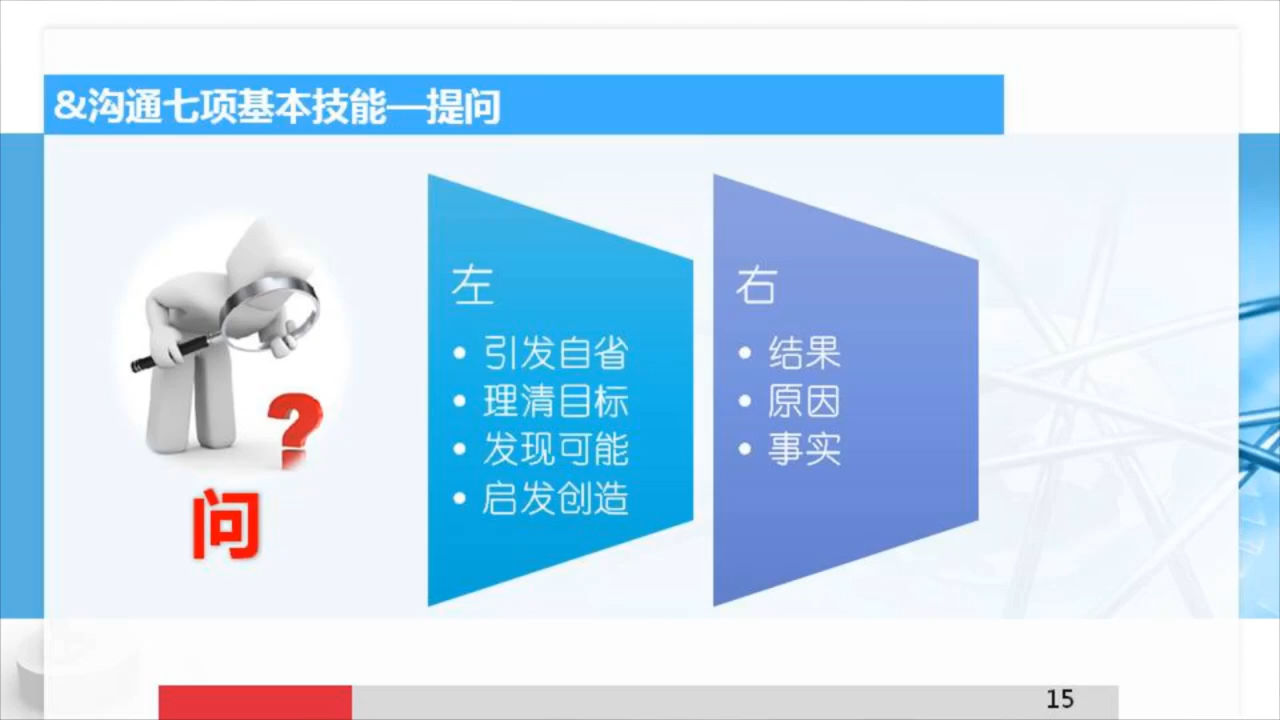 &沟通七项基本技能—提问
左
• 引发自省
• 理清目标
• 发现可能
• 启发创造
右
• 结果
• 原因
• 事实
?
问
15